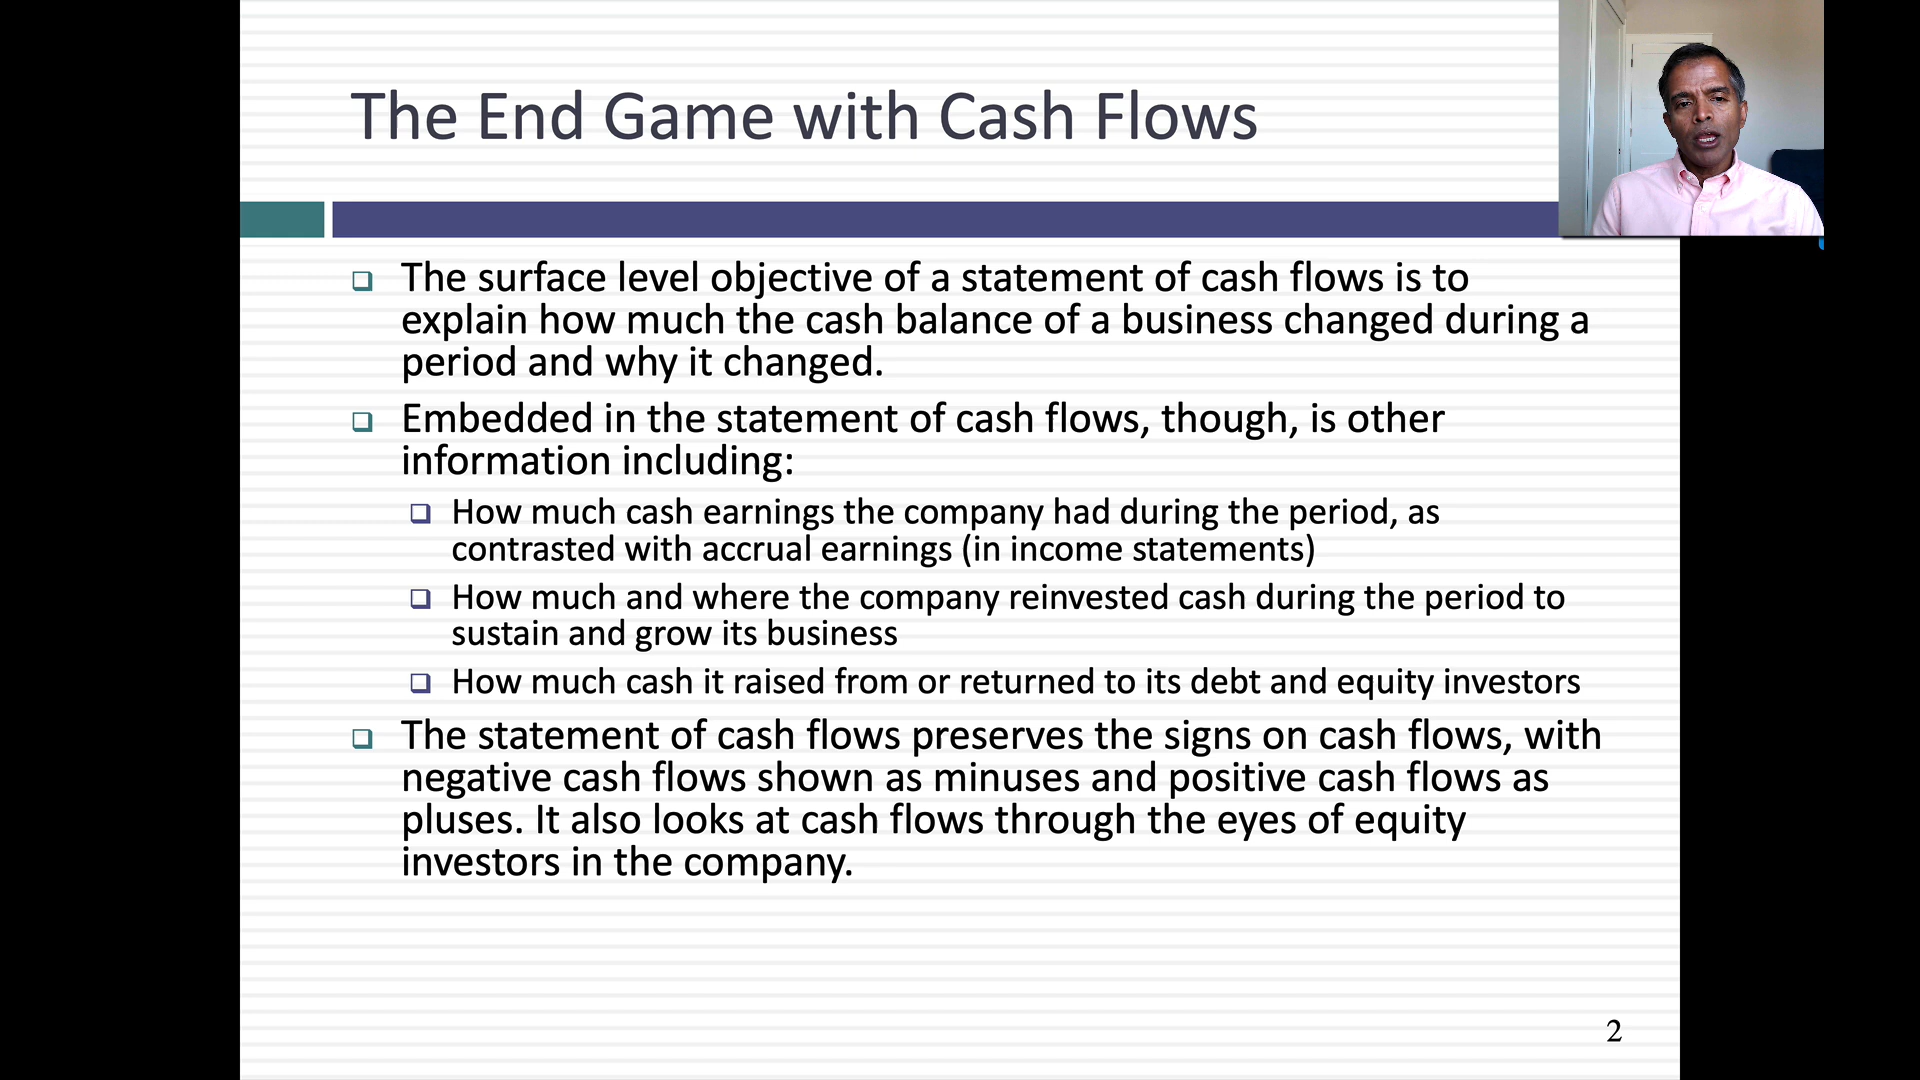 The End Game with Cash Flows
The surface level objective of a statement of cash flows is to
explain how much the cash balance of a business changed during a
period and why it changed.
Embedded in the statement of cash flows, though, is other
information including:
How much cash earnings the company had during the period, as
contrasted with accrual earnings (in income statements)
How much and where the company reinvested cash during the period to
sustain and grow its business
How much cash it raised from or returned to its debt and equity investors
The statement of cash flows preserves the signs on cash flows, with
negative cash flows shown as minuses and positive cash flows as
pluses. It also looks at cash flows through the eyes of equity
investors in the company.
2